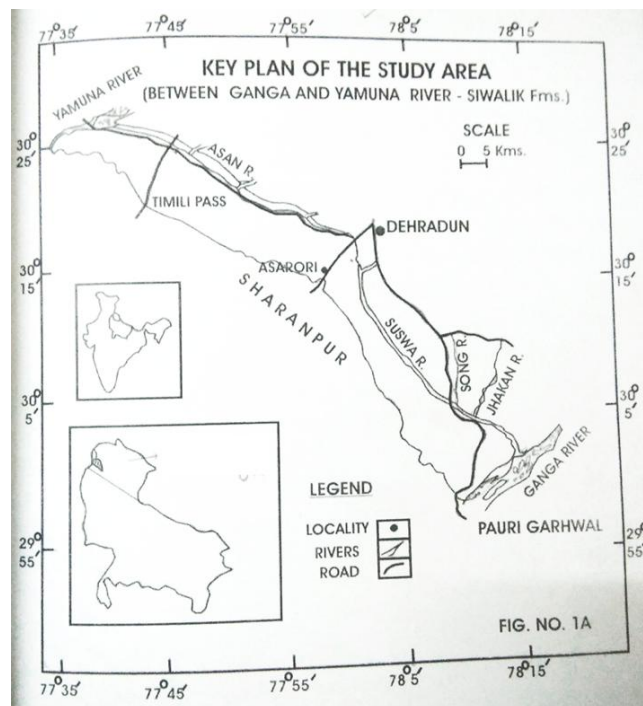 77°35′ 77°45′ 77°55′ 78°5′ 78°15′
KEY PLAN OF THE STUDY AREA
(BETWEEN GANGA AND YAMUNA RIVER - SIWALIK Fms.)
YAMUNA RIVER
SCALE
0 5 Kms.
30°25′
30°25′
ASAN R.
TIMILI PASS
DEHRADUN
ASARORI
30°15′
30°15′
SHARANPUR
SUSWA R.
SONG R.
JHAKAN R.
30°5′
30°5′
GANGA RIVER
LEGEND
LOCALITY
RIVERS
ROAD
PAURI GARHWAL
29°55′
29°55′
FIG. NO. 1A
77°35′ 77°45′ 77°55′ 78°5′ 78°15′